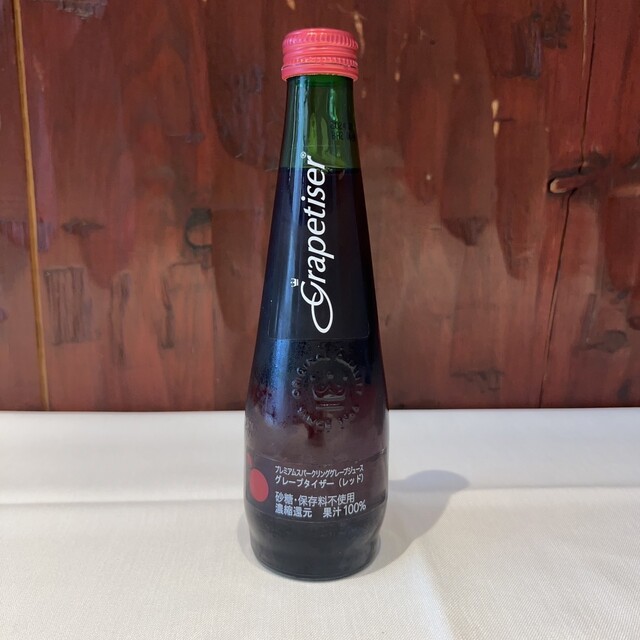 Grapetiser®
プレミアムスパークリンググレープジュース
グレープタイザー（レッド）
砂糖・保存料不使用
濃縮還元 果汁100%